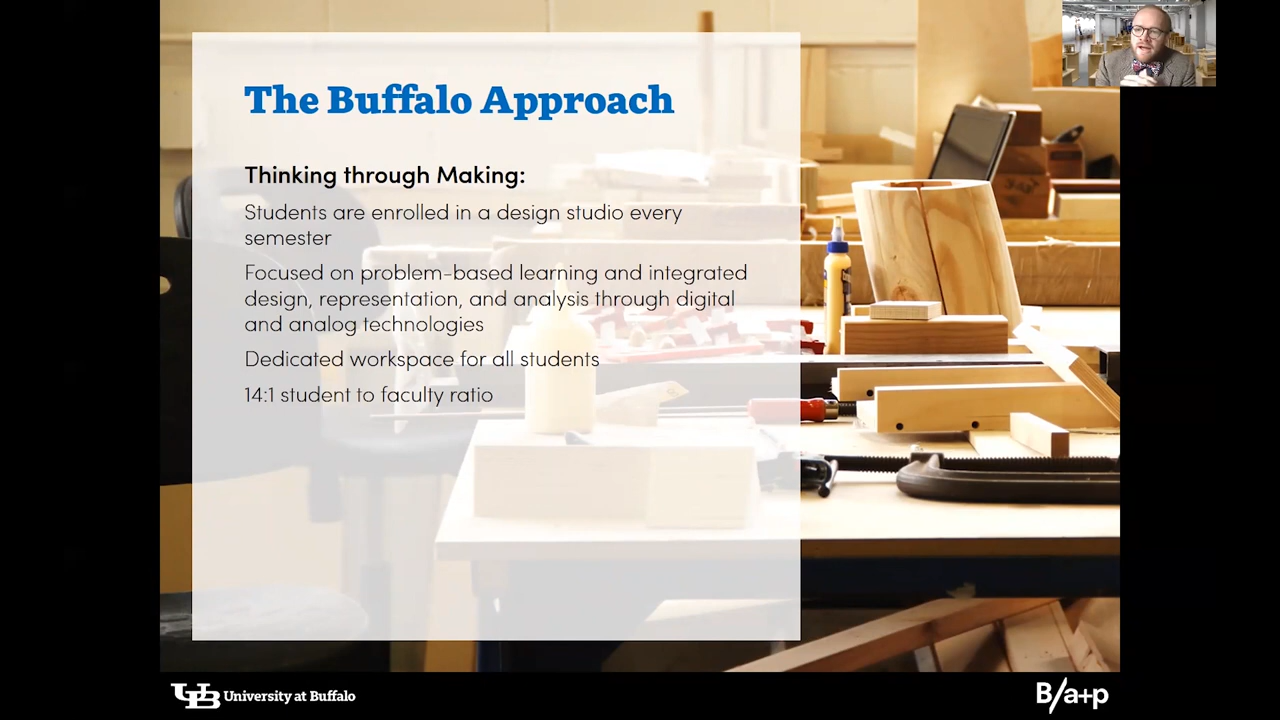 The Buffalo Approach
Thinking through Making:
Students are enrolled in a design studio every
semester
Focused on problem-based learning and integrated
design, representation, and analysis through digital
and analog technologies
Dedicated workspace for all students
14:1 student to faculty ratio
UB University at Buffalo
B/a+p